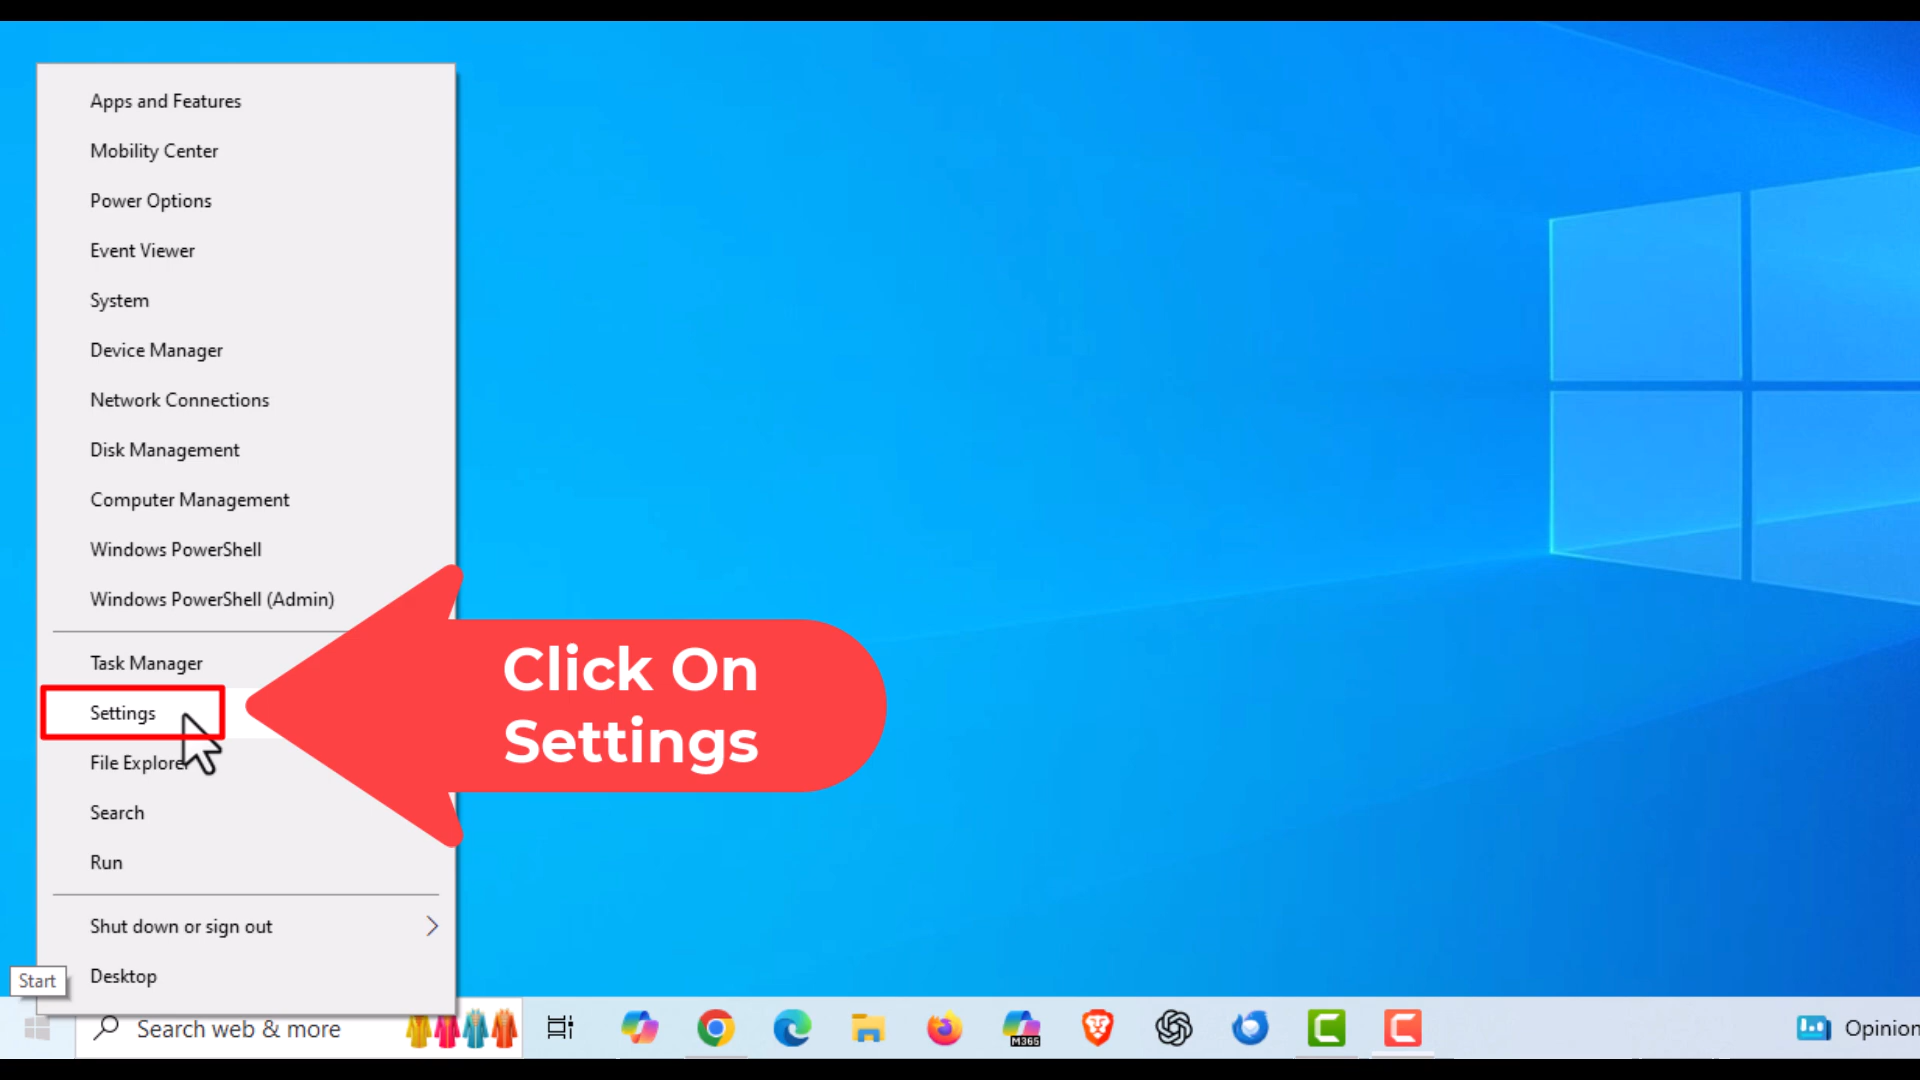 Apps and Features
Mobility Center
Power Options
Event Viewer
System
Device Manager
Network Connections
Disk Management
Computer Management
Windows PowerShell
Windows PowerShell (Admin)
Task Manager
Settings
File Explorer
Search
Run
Shut down or sign out
Desktop
Click On
Settings
Start
Search web & more
M365
Opinion